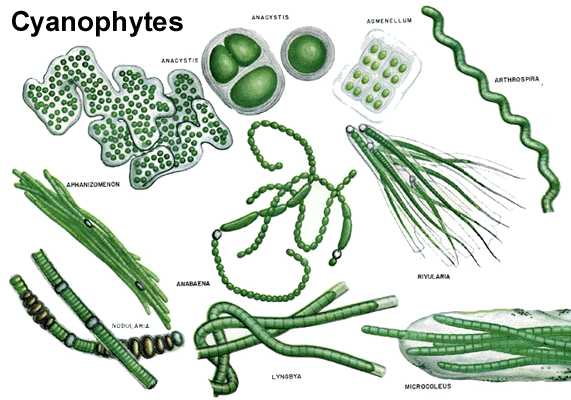 Cyanophytes
ANACYSTIS
ANACYSTIS
AGMENELLUM
ARTHROSPIRA
APHANIZOMENON
ANABAENA
RIVULARIA
NODULARIA
LYNGBYA
MICROCOLEUS